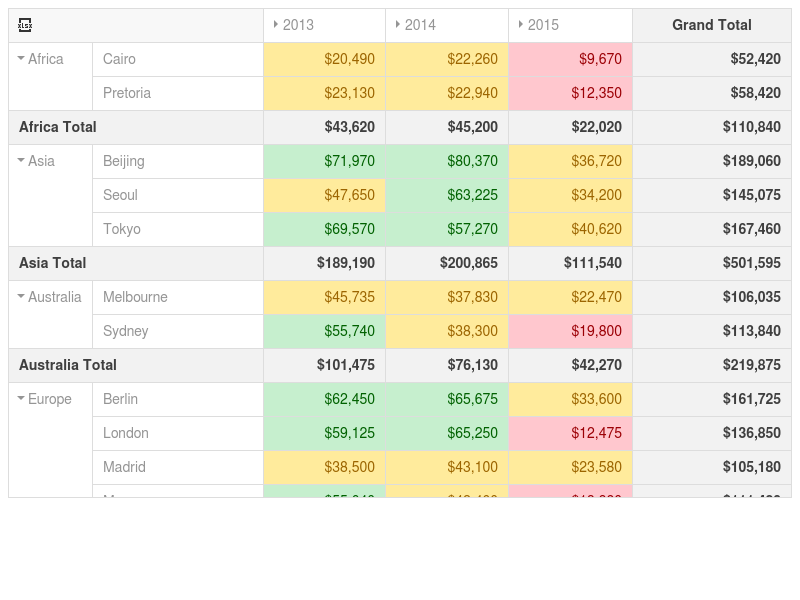 xlsx 2013 2014 2015 Grand Total
Africa Cairo $20,490 $22,260 $9,670 $52,420
Pretoria $23,130 $22,940 $12,350 $58,420
Africa Total $43,620 $45,200 $22,020 $110,840
Asia Beijing $71,970 $80,370 $36,720 $189,060
Seoul $47,650 $63,225 $34,200 $145,075
Tokyo $69,570 $57,270 $40,620 $167,460
Asia Total $189,190 $200,865 $111,540 $501,595
Australia Melbourne $45,735 $37,830 $22,470 $106,035
Sydney $55,740 $38,300 $19,800 $113,840
Australia Total $101,475 $76,130 $42,270 $219,875
Europe Berlin $62,450 $65,675 $33,600 $161,725
London $59,125 $65,250 $12,475 $136,850
Madrid $38,500 $43,100 $23,580 $105,180